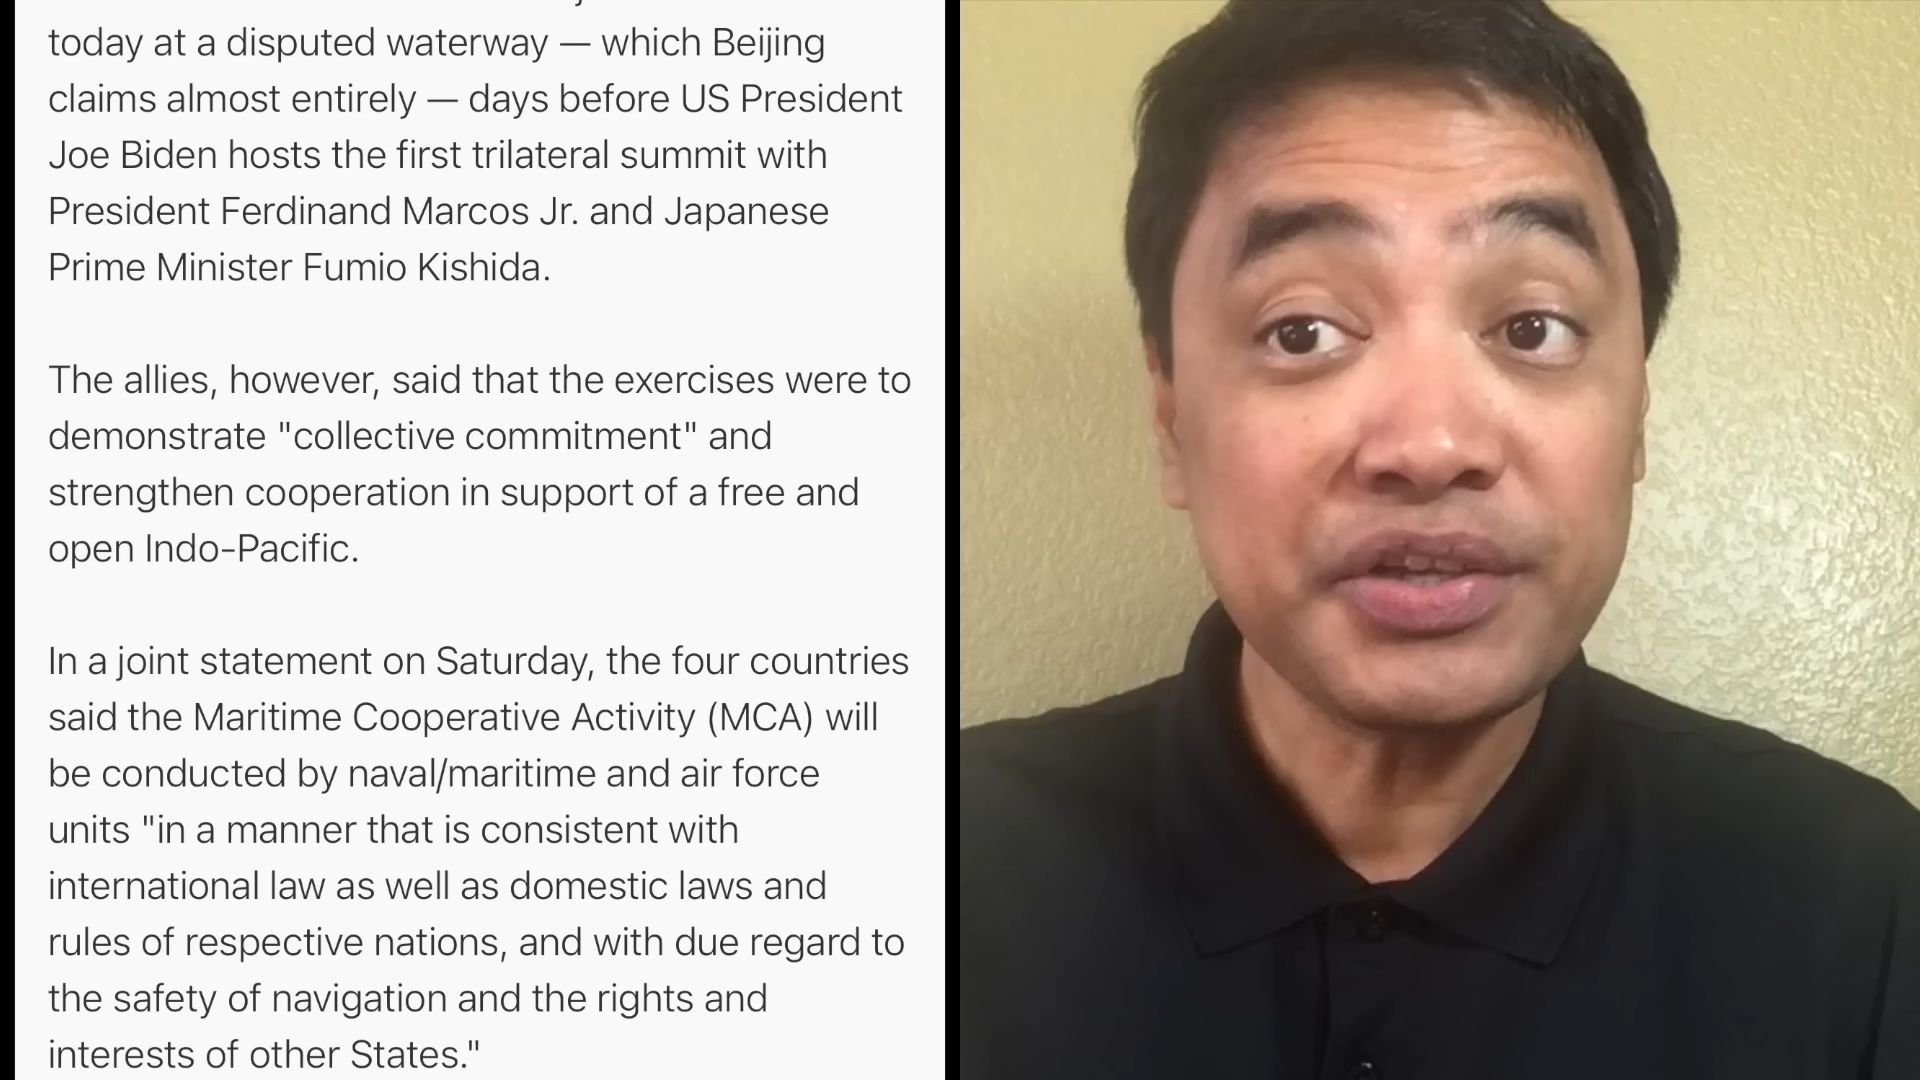 today at a disputed waterway — which Beijing
claims almost entirely — days before US President
Joe Biden hosts the first trilateral summit with
President Ferdinand Marcos Jr. and Japanese
Prime Minister Fumio Kishida.
The allies, however, said that the exercises were to
demonstrate "collective commitment" and
strengthen cooperation in support of a free and
open Indo-Pacific.
In a joint statement on Saturday, the four countries
said the Maritime Cooperative Activity (MCA) will
be conducted by naval/maritime and air force
units "in a manner that is consistent with
international law as well as domestic laws and
rules of respective nations, and with due regard to
the safety of navigation and the rights and
interests of other States."